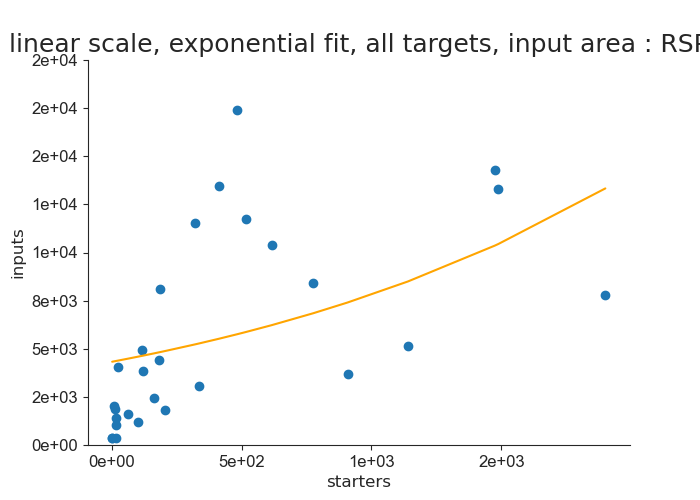 linear scale, exponential fit, all targets, input area : RSP
2e+04
2e+04
2e+04
1e+04
1e+04
8e+03
5e+03
2e+03
0e+00
inputs
0e+00 5e+02 1e+03 2e+03
starters